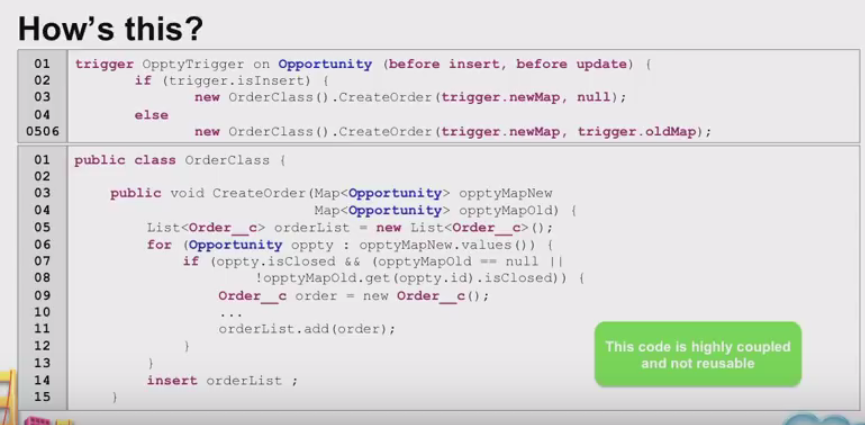 How's this?
01 trigger OpptyTrigger on Opportunity (before insert, before update) {
02 if (trigger.isInsert) {
03 new OrderClass().CreateOrder(trigger.newMap, null);
04 else
0506 new OrderClass().CreateOrder(trigger.newMap, trigger.oldMap);
01 public class OrderClass {
02
03 public void CreateOrder(Map<Opportunity> opptyMapNew
04 Map<Opportunity> opptyMapOld) {
05 List<Order__c> orderList = new List<Order__c>();
06 for (Opportunity oppty : opptyMapNew.values()) {
07 if (oppty.isClosed && (opptyMapOld == null ||
08 !opptyMapOld.get(oppty.id).isClosed)) {
09 Order__c order = new Order__c();
10 ...
11 orderList.add(order);
12 }
13 }
14 insert orderList ;
15 }
This code is highly coupled
and not reusable